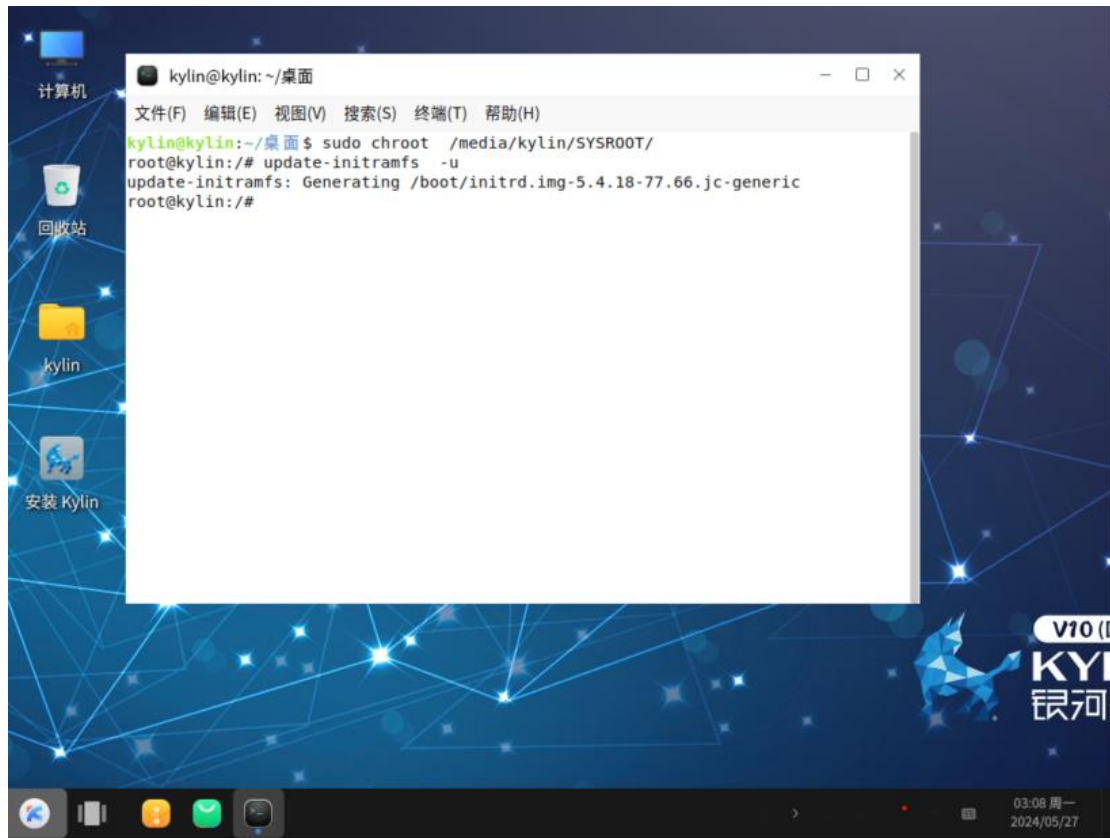 计算机
回收站
kylin
安装 Kylin
kylin@kylin: ~/桌面
文件(F) 编辑(E) 视图(V) 搜索(S) 终端(T) 帮助(H)
kylin@kylin:~/桌面$ sudo chroot  /media/kylin/SYSROOT/
root@kylin:/# update-initramfs  -u
update-initramfs: Generating /boot/initrd.img-5.4.18-77.66.jc-generic
root@kylin:/#
V10
KY
银河
03:08 周一
2024/05/27